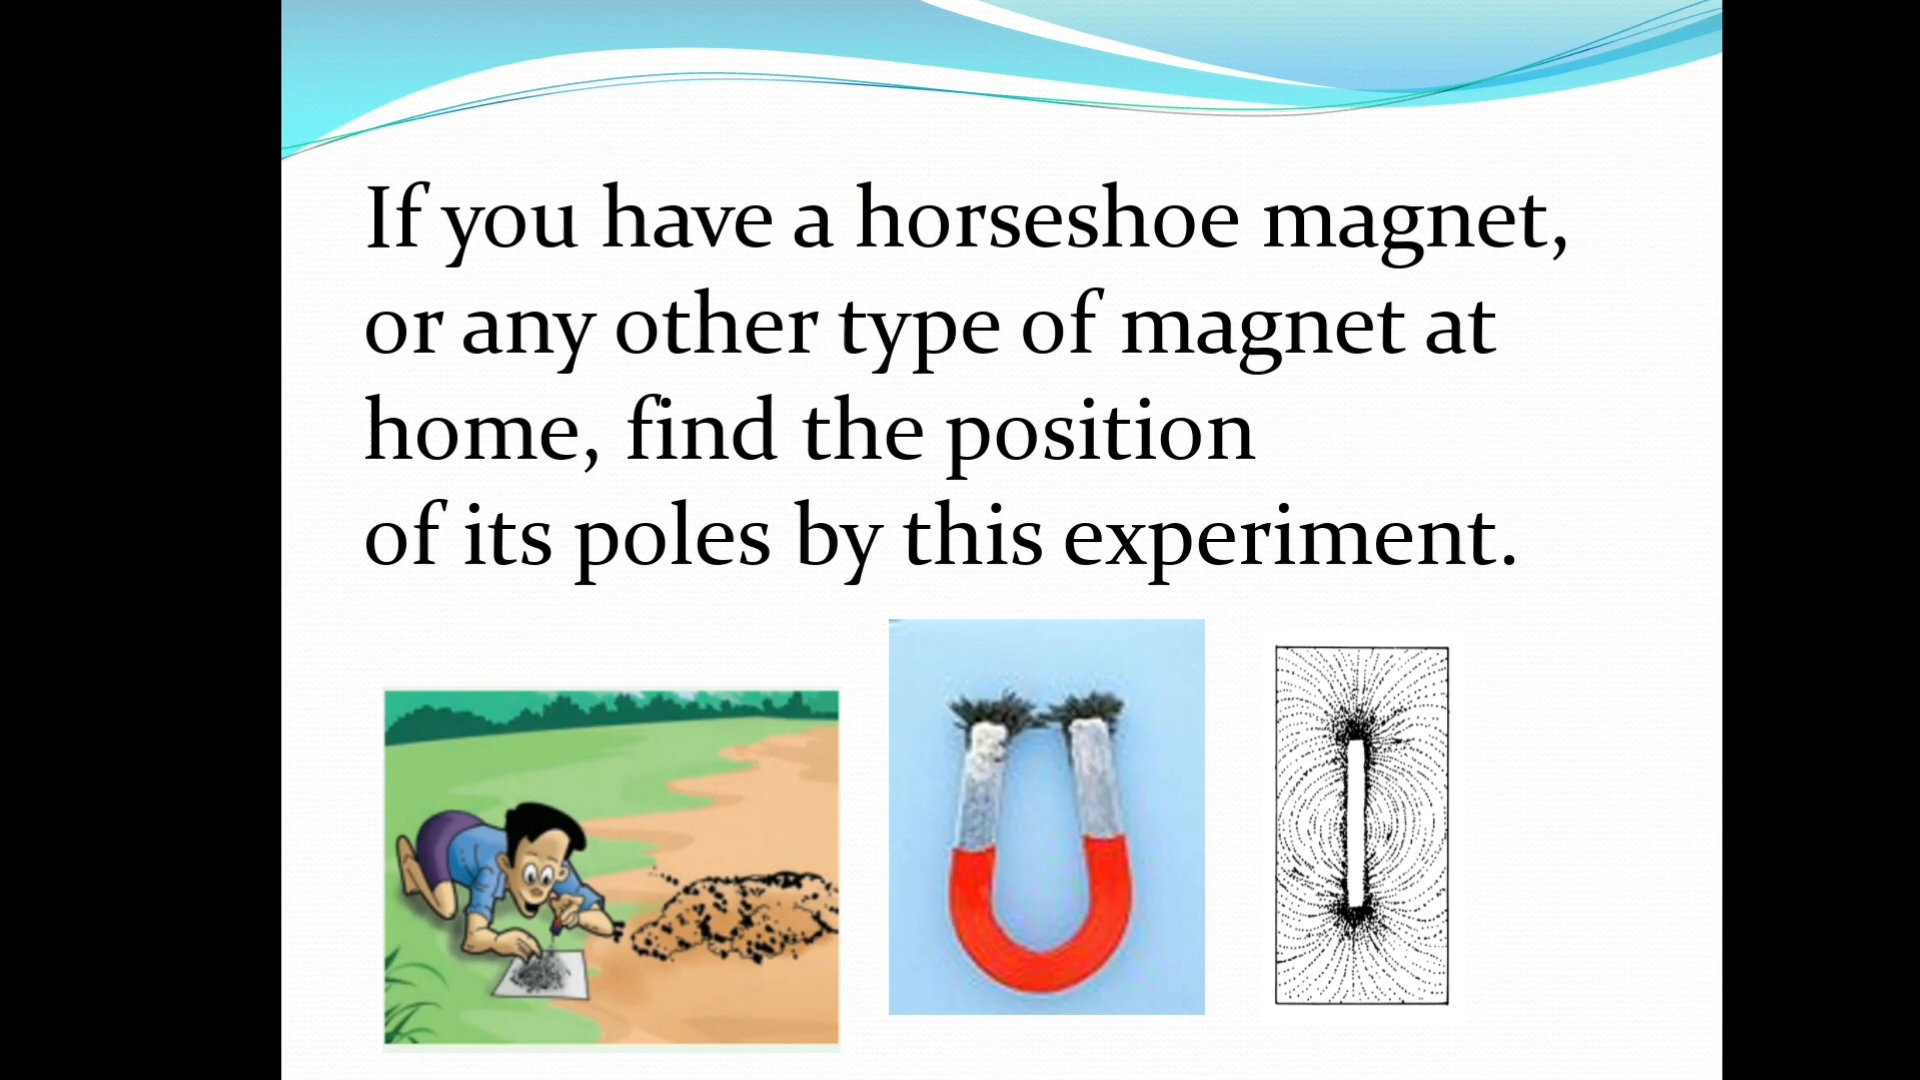 If you have a horseshoe magnet,
or any other type of magnet at
home, find the position
of its poles by this experiment.